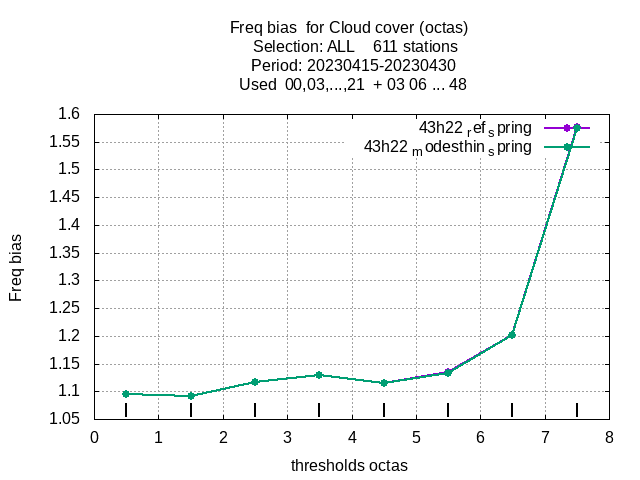 Freq bias  for Cloud cover (octas)
Selection: ALL    611 stations
Period: 20230415-20230430
Used  00,03,...,21  + 03 06 ... 48
43h22 ref spring
43h22 modesthin spring
1.6
1.55
1.5
1.45
1.4
1.35
1.3
1.25
1.2
1.15
1.1
1.05
Freq bias
0 1 2 3 4 5 6 7 8
thresholds octas